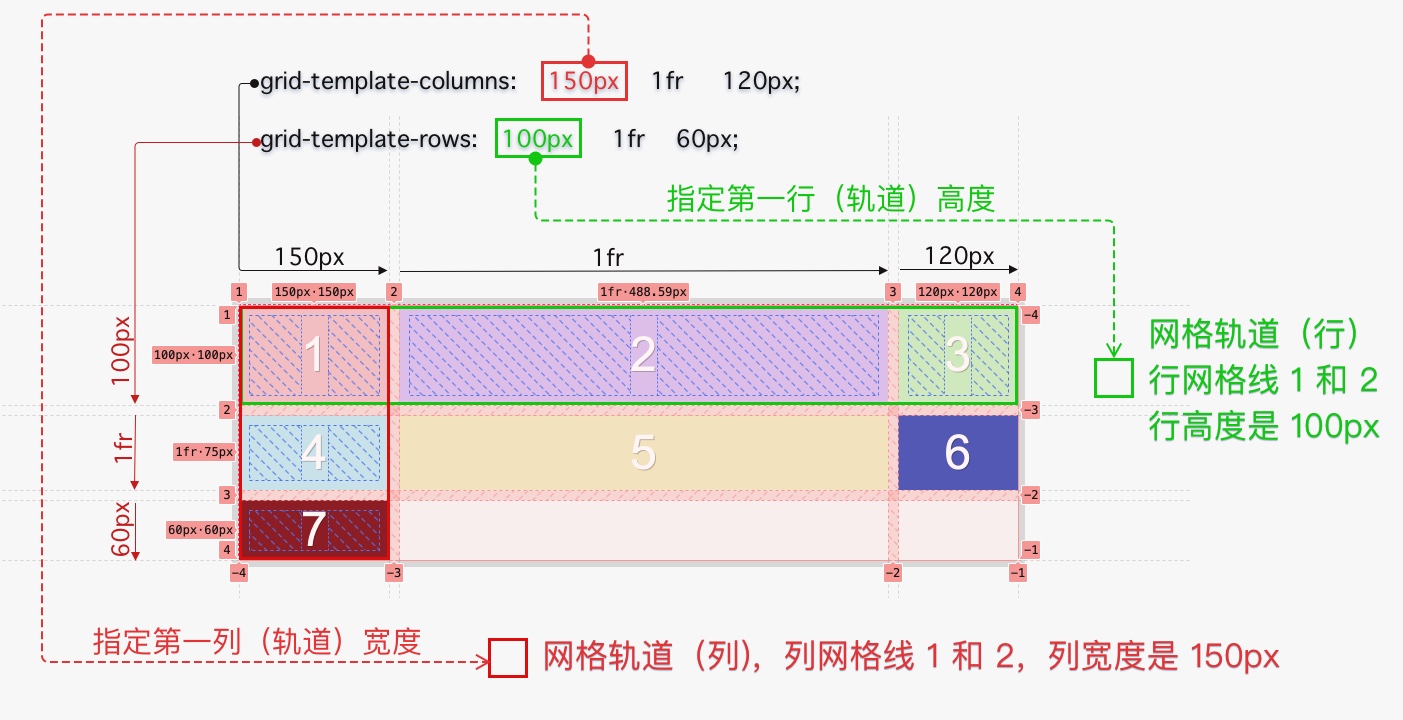 grid-template-columns: 150px 1fr 120px;
grid-template-rows: 100px 1fr 60px;
指定第一行（轨道）高度
150px 1fr 120px
1 150px·150px 2 1fr·488.59px 3 120px·120px 4
1 −4
100px
100px·100px
1 2 3
网格轨道（行）
行网格线 1 和 2
行高度是 100px
2 −3
1fr
1fr·75px
4 5 6
3 −2
60px
60px·60px
7
4 −1
−4 −3 −2 −1
指定第一列（轨道）宽度
网格轨道（列），列网格线 1 和 2，列宽度是 150px